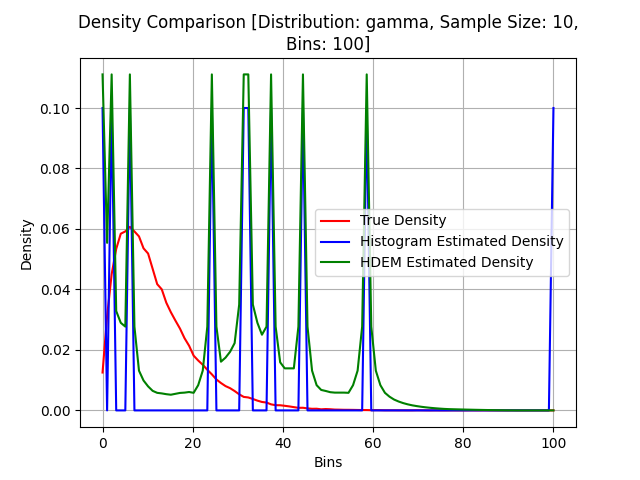 Density Comparison [Distribution: gamma, Sample Size: 10,
Bins: 100]
Density
0.10
0.08
0.06
0.04
0.02
0.00
True Density
Histogram Estimated Density
HDEM Estimated Density
0 20 40 60 80 100
Bins